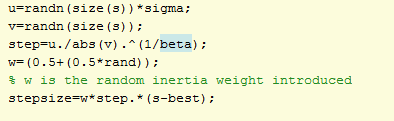 u=randn(size(s))*sigma;
v=randn(size(s));
step=u./abs(v).^(1/beta);
w=(0.5+(0.5*rand));
% w is the random inertia weight introduced
stepsize=w*step.*(s-best);